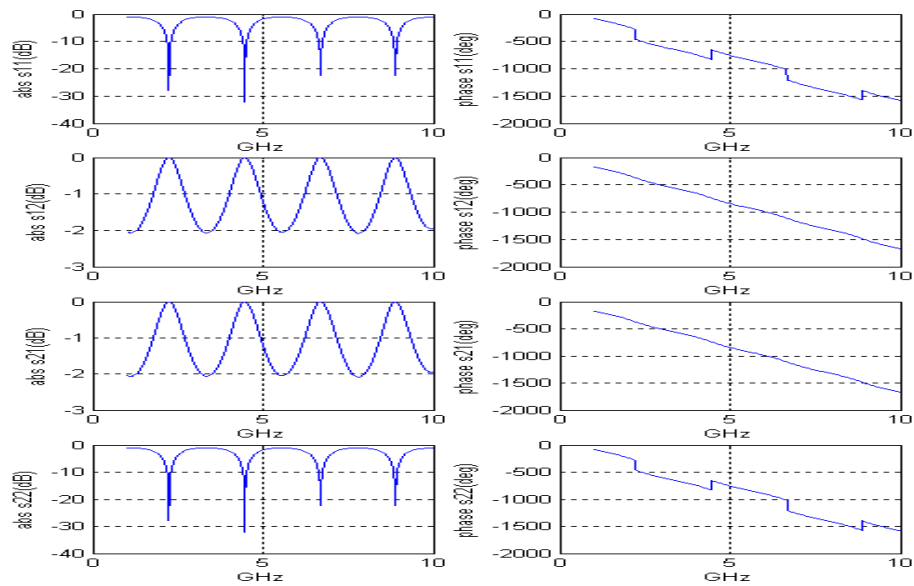 abs s11(dB)
0
-10
-20
-30
-40
0 5 10
GHz
phase s11(deg)
0
-500
-1000
-1500
-2000
0 5 10
GHz
abs s12(dB)
0
-1
-2
-3
0 5 10
GHz
phase s12(deg)
0
-500
-1000
-1500
-2000
0 5 10
GHz
abs s21(dB)
0
-1
-2
-3
0 5 10
GHz
phase s21(deg)
0
-500
-1000
-1500
-2000
0 5 10
GHz
abs s22(dB)
0
-10
-20
-30
-40
0 5 10
GHz
phase s22(deg)
0
-500
-1000
-1500
-2000
0 5 10
GHz